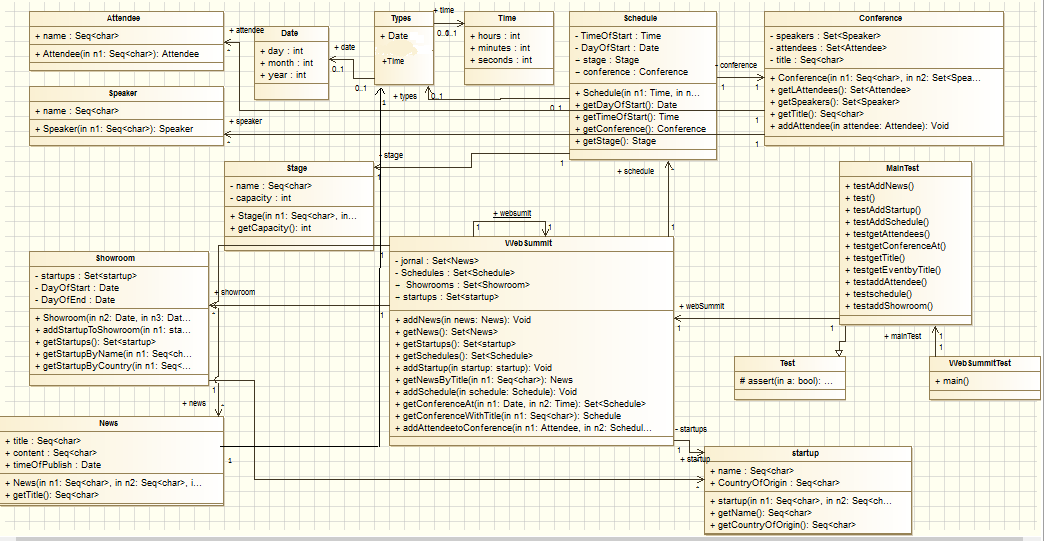 Attendee
+ name : Seq<char>
+ Attendee(in n1: Seq<char>): Attendee
+ attendee
*
Date
+ day : int
+ month : int
+ year : int
+ date
0..1
0..1
Types
+ Date
+Time
+ time
0..1
Time
+ hours : int
+ minutes : int
+ seconds : int
Schedule
- TimeOfStart : Time
- DayOfStart : Date
- stage : Stage
- conference : Conference
+ Schedule(in n1: Time, in n...
+ getDayOfStart(): Date
+ getTimeOfStart(): Time
+ getConference(): Conference
+ getStage(): Stage
- conference
1
1
Conference
- speakers : Set<Speaker>
- attendees : Set<Attendee>
- title : Seq<char>
+ Conference(in n1: Seq<char>, in n2: Set<Spea...
+ getLAttendees(): Set<Attendee>
+ getSpeakers(): Set<Speaker>
+ getTitle(): Seq<char>
+ addAttendee(in attendee: Attendee): Void
1
1
Speaker
+ name : Seq<char>
+ Speaker(in n1: Seq<char>): Speaker
+ speaker
*
+ types
1
0..1
0..1
- stage
1
1
Stage
- name : Seq<char>
- capacity : int
+ Stage(in n1: Seq<char>, in...
+ getCapacity(): int
+ schedule
1
MainTest
+ testAddNews()
+ test()
+ testAddStartup()
+ testAddSchedule()
+ testgetAttendees()
+ testgetConferenceAt()
+ testgetTitle()
+ testgetEventbyTitle()
+ testaddAttendee()
+ testschedule()
+ testaddShowroom()
+ websumit
1
1
WebSummit
- jornal : Set<News>
- Schedules : Set<Schedule>
- Showrooms : Set<Showroom>
- startups : Set<startup>
+ addNews(in news: News): Void
+ getNews(): Set<News>
+ getStartups(): Set<startup>
+ getSchedules(): Set<Schedule>
+ addStartup(in startup: startup): Void
+ getNewsByTitle(in n1: Seq<char>): News
+ addSchedule(in schedule: Schedule): Void
+ getConferenceAt(in n1: Date, in n2: Time): Set<Schedule>
+ getConferenceWithTitle(in n1: Seq<char>): Schedule
+ addAttendeetoConference(in n1: Attendee, in n2: Schedul...
1
1
Showroom
- startups : Set<startup>
- DayOfStart : Date
- DayOfEnd : Date
+ Showroom(in n2: Date, in n3: Dat...
+ addStartupToShowroom(in n1: sta...
+ getStartups(): Set<startup>
+ getStartupByName(in n1: Seq<ch...
+ getStartupByCountry(in n1: Seq<...
+ showroom
*
1
+ webSummit
1
1
+ mainTest
1
1
Test
# assert(in a: bool): ...
WebSummitTest
+ main()
+ news
*
News
+ title : Seq<char>
+ content : Seq<char>
+ timeOfPublish : Date
+ News(in n1: Seq<char>, in n2: Seq<char>, i...
+ getTitle(): Seq<char>
1
- startups
1
*
+ startup
*
startup
+ name : Seq<char>
+ CountryOfOrigin : Seq<char>
+ startup(in n1: Seq<char>, in n2: Seq<ch...
+ getName(): Seq<char>
+ getCountryOfOrigin(): Seq<char>